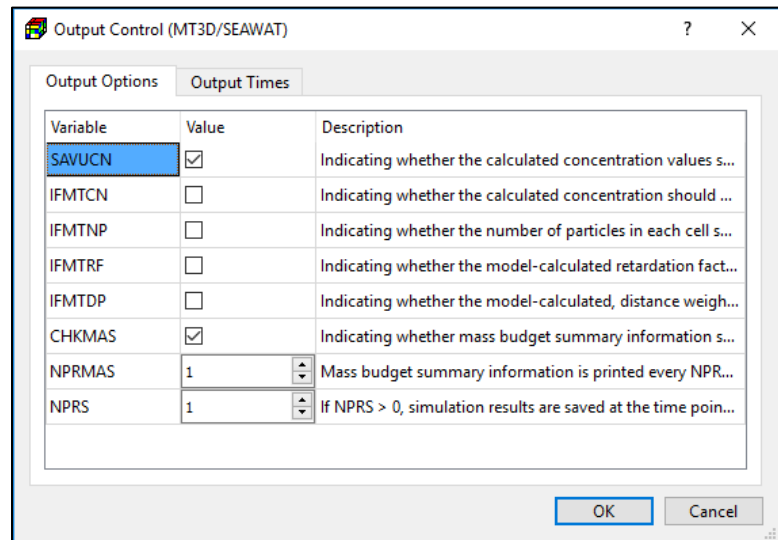 Output Control (MT3D/SEAWAT)
Output Options Output Times
Variable Value Description
SAVUCN Indicating whether the calculated concentration values s...
IFMTCN Indicating whether the calculated concentration should ...
IFMTNP Indicating whether the number of particles in each cell s...
IFMTRF Indicating whether the model-calculated retardation fact...
IFMTDP Indicating whether the model-calculated, distance weigh...
CHKMAS Indicating whether mass budget summary information s...
NPRMAS 1 Mass budget summary information is printed every NPR...
NPRS 1 If NPRS > 0, simulation results are saved at the time poin...
OK Cancel